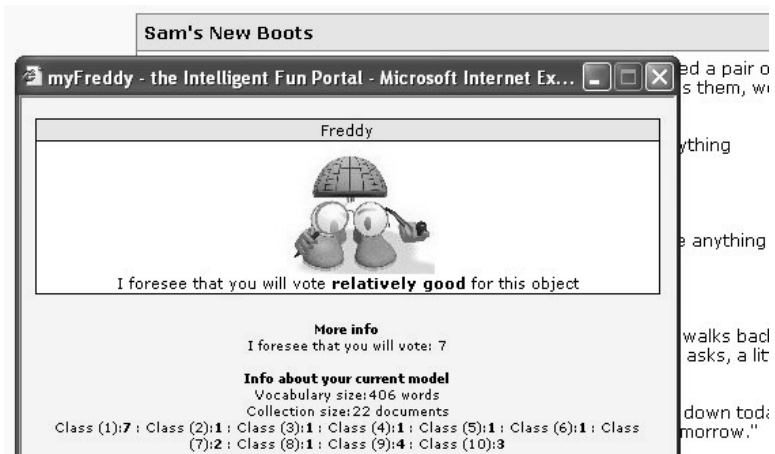 Sam's New Boots
myFreddy - the Intelligent Fun Portal - Microsoft Internet Ex...
Freddy
I foresee that you will vote relatively good for this object
More info
I foresee that you will vote: 7
Info about your current model
Vocabulary size:406 words
Collection size:22 documents
Class (1):7 : Class (2):1 : Class (3):1 : Class (4):1 : Class (5):1 : Class (6):1 : Class
(7):2 : Class (8):1 : Class (9):4 : Class (10):3
ed a pair o
s them, w
ything
e anything
walks bac
asks, a lit
down toda
morrow."